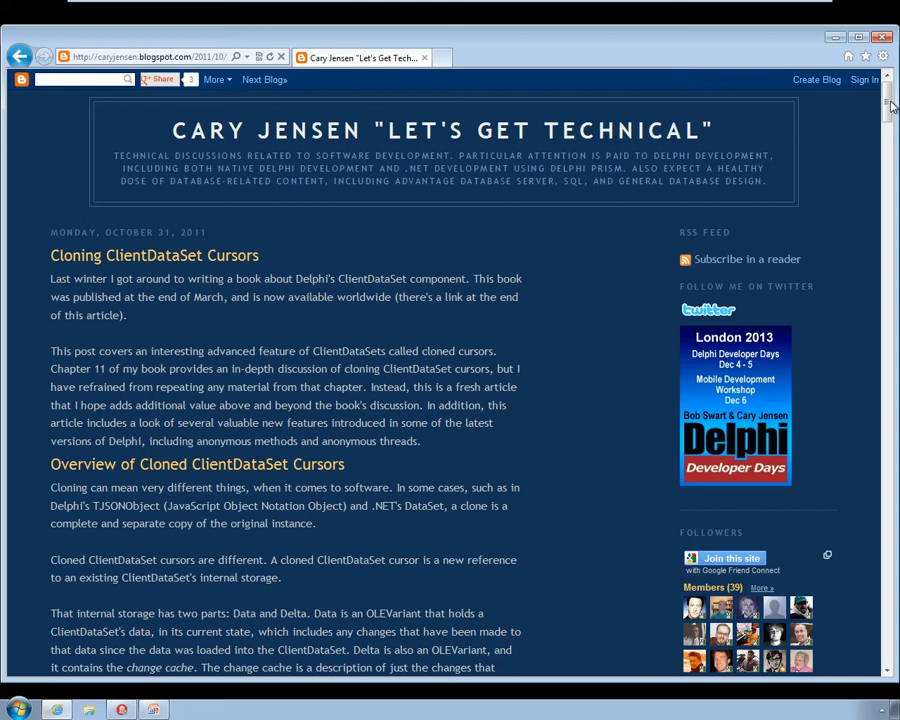 http://caryjensen.blogspot.com/2011/10/
Cary Jensen "Let's Get Tech...
Share
3
More
Next Blog»
Create Blog
Sign In
CARY JENSEN "LET'S GET TECHNICAL"
TECHNICAL DISCUSSIONS RELATED TO SOFTWARE DEVELOPMENT. PARTICULAR ATTENTION IS PAID TO DELPHI DEVELOPMENT,
INCLUDING BOTH NATIVE DELPHI DEVELOPMENT AND .NET DEVELOPMENT USING DELPHI PRISM. ALSO EXPECT A HEALTHY
DOSE OF DATABASE-RELATED CONTENT, INCLUDING ADVANTAGE DATABASE SERVER, SQL, AND GENERAL DATABASE DESIGN.
MONDAY, OCTOBER 31, 2011
Cloning ClientDataSet Cursors
Last winter I got around to writing a book about Delphi's ClientDataSet component. This book
was published at the end of March, and is now available worldwide (there's a link at the end
of this article).
This post covers an interesting advanced feature of ClientDataSets called cloned cursors.
Chapter 11 of my book provides an in-depth discussion of cloning ClientDataSet cursors, but I
have refrained from repeating any material from that chapter. Instead, this is a fresh article
that I hope adds additional value above and beyond the book's discussion. In addition, this
article includes a look of several valuable new features introduced in some of the latest
versions of Delphi, including anonymous methods and anonymous threads.
Overview of Cloned ClientDataSet Cursors
Cloning can mean very different things, when it comes to software. In some cases, such as in
Delphi's TJSONObject (JavaScript Object Notation Object) and .NET's DataSet, a clone is a
complete and separate copy of the original instance.
Cloned ClientDataSet cursors are different. A cloned ClientDataSet cursor is a new reference
to an existing ClientDataSet's internal storage.
That internal storage has two parts: Data and Delta. Data is an OLEVariant that holds a
ClientDataSet's data, in its current state, which includes any changes that have been made to
that data since the data was loaded into the ClientDataSet. Delta is also an OLEVariant, and
it contains the change cache. The change cache is a description of just the changes that
RSS FEED
Subscribe in a reader
FOLLOW ME ON TWITTER
twitter
London 2013
Delphi Developer Days
Dec 4 - 5
Mobile Development
Workshop
Dec 6
Bob Swart & Cary Jensen
Delphi
Developer Days
FOLLOWERS
Join this site
with Google Friend Connect
Members (39)
More »